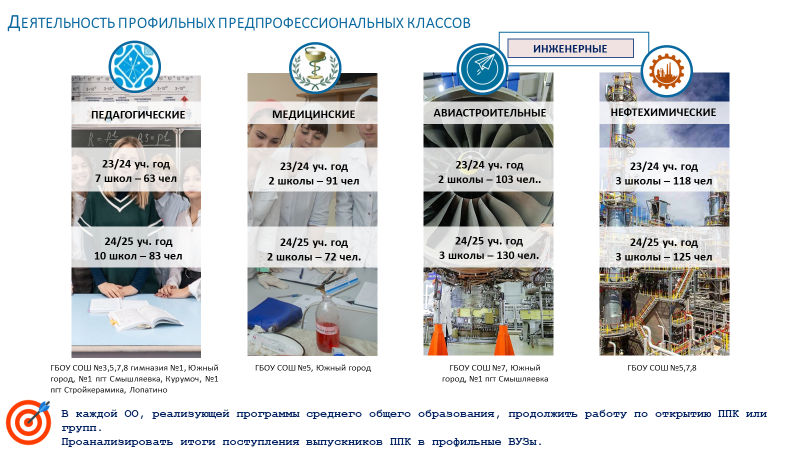 ДЕЯТЕЛЬНОСТЬ ПРОФИЛЬНЫХ ПРЕДПРОФЕССИОНАЛЬНЫХ КЛАССОВ
ИНЖЕНЕРНЫЕ
ПЕДАГОГИЧЕСКИЕ
23/24 уч. год
7 школ – 63 чел
24/25 уч. год
10 школ – 83 чел
ГБОУ СОШ №3,5,7,8 гимназия №1, Южный
город, №1 пгт Смышляевка, Курумоч, №1
пгт Стройкерамика, Лопатино
МЕДИЦИНСКИЕ
23/24 уч. год
2 школы – 91 чел
24/25 уч. год
2 школы – 72 чел.
ГБОУ СОШ №5, Южный город
АВИАСТРОИТЕЛЬНЫЕ
23/24 уч. год
2 школы – 103 чел..
24/25 уч. год
3 школы – 130 чел.
ГБОУ СОШ №7, Южный
город, №1 пгт Смышляевка
НЕФТЕХИМИЧЕСКИЕ
23/24 уч. год
3 школы – 118 чел
24/25 уч. год
3 школы – 125 чел
ГБОУ СОШ №5,7,8
В каждой ОО, реализующей программы среднего общего образования, продолжить работу по открытию ППК или
групп.
Проанализировать итоги поступления выпускников ППК в профильные ВУЗы.